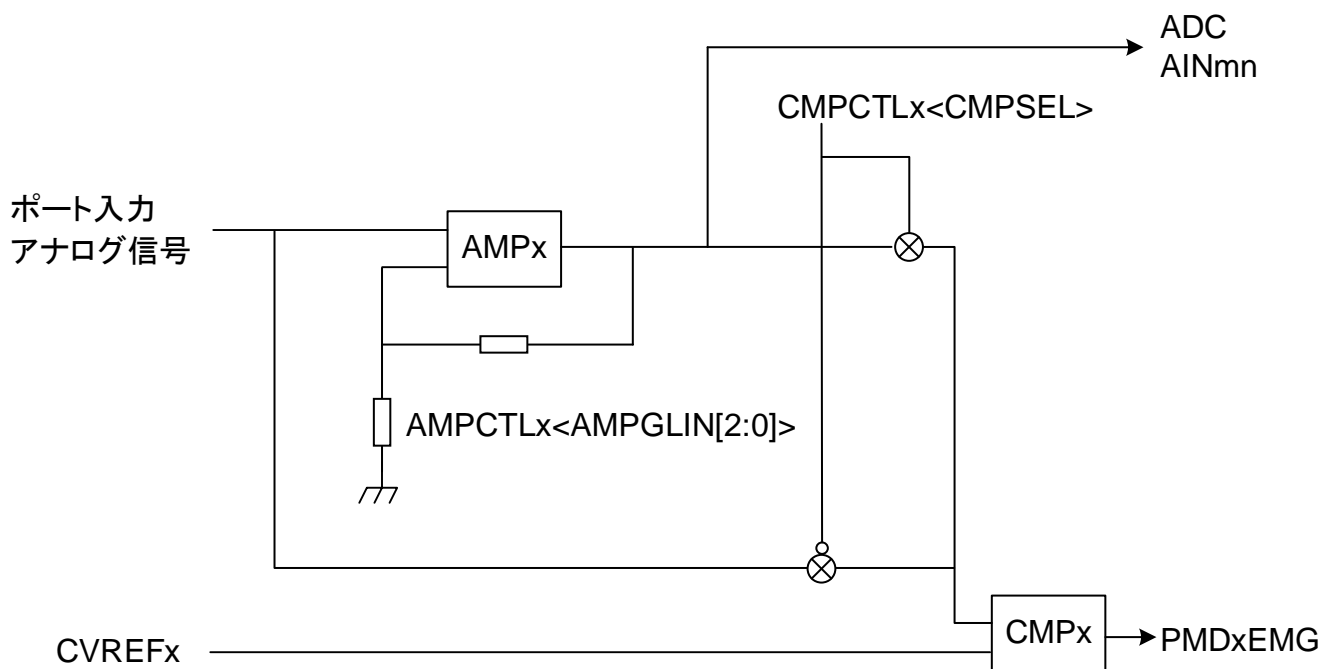 ADC
AINmn
CMPCTLx<CMPSEL>
ポート入力
アナログ信号
AMPx
AMPCTLx<AMPGLIN[2:0]>
CMPx
PMDxEMG
CVREFx